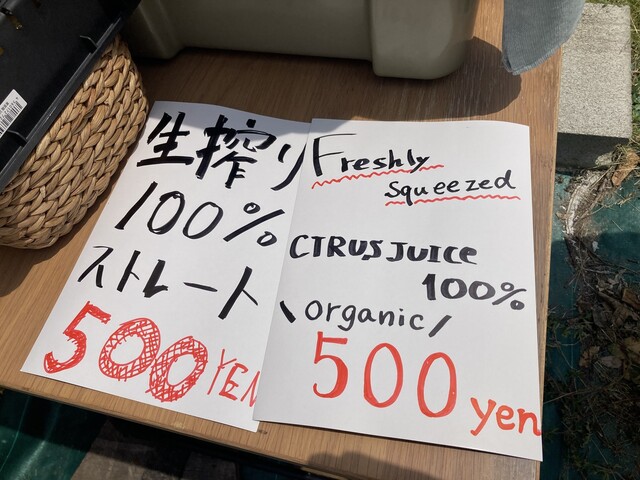 生搾り
100%
ストレート
500 YEN
Freshly
squeezed
CTRUS JUICE
100%
\organic/
500 yen